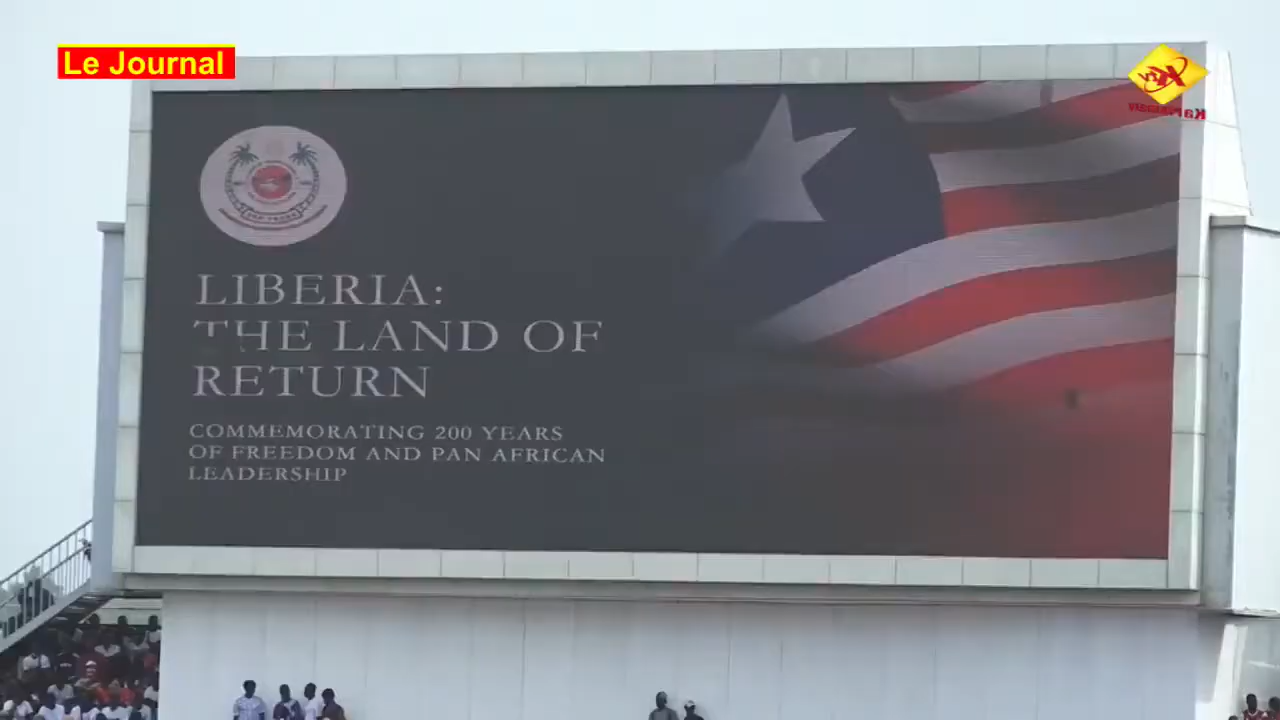 Le Journal
LIBERIA:
THE LAND OF
RETURN
COMMEMORATING 200 YEARS
OF FREEDOM AND PAN AFRICAN
LEADERSHIP